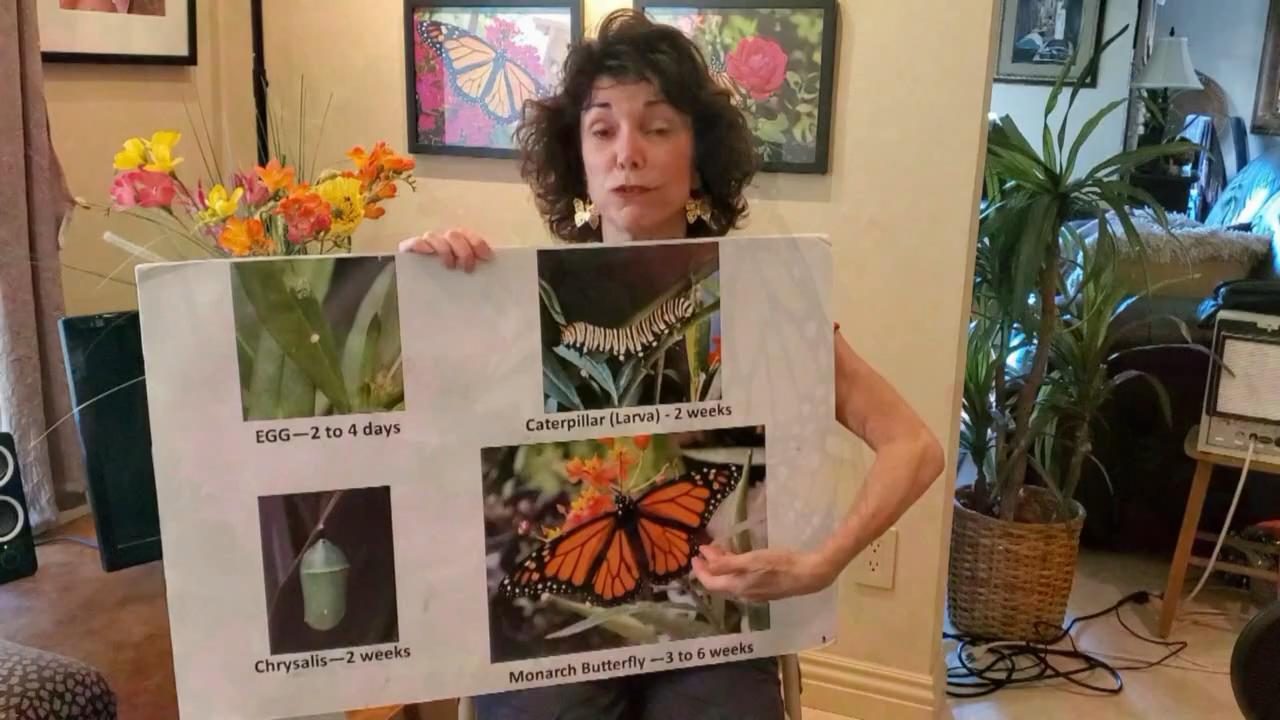 EGG—2 to 4 days
Caterpillar (Larva) - 2 weeks
Chrysalis—2 weeks
Monarch Butterfly —3 to 6 weeks